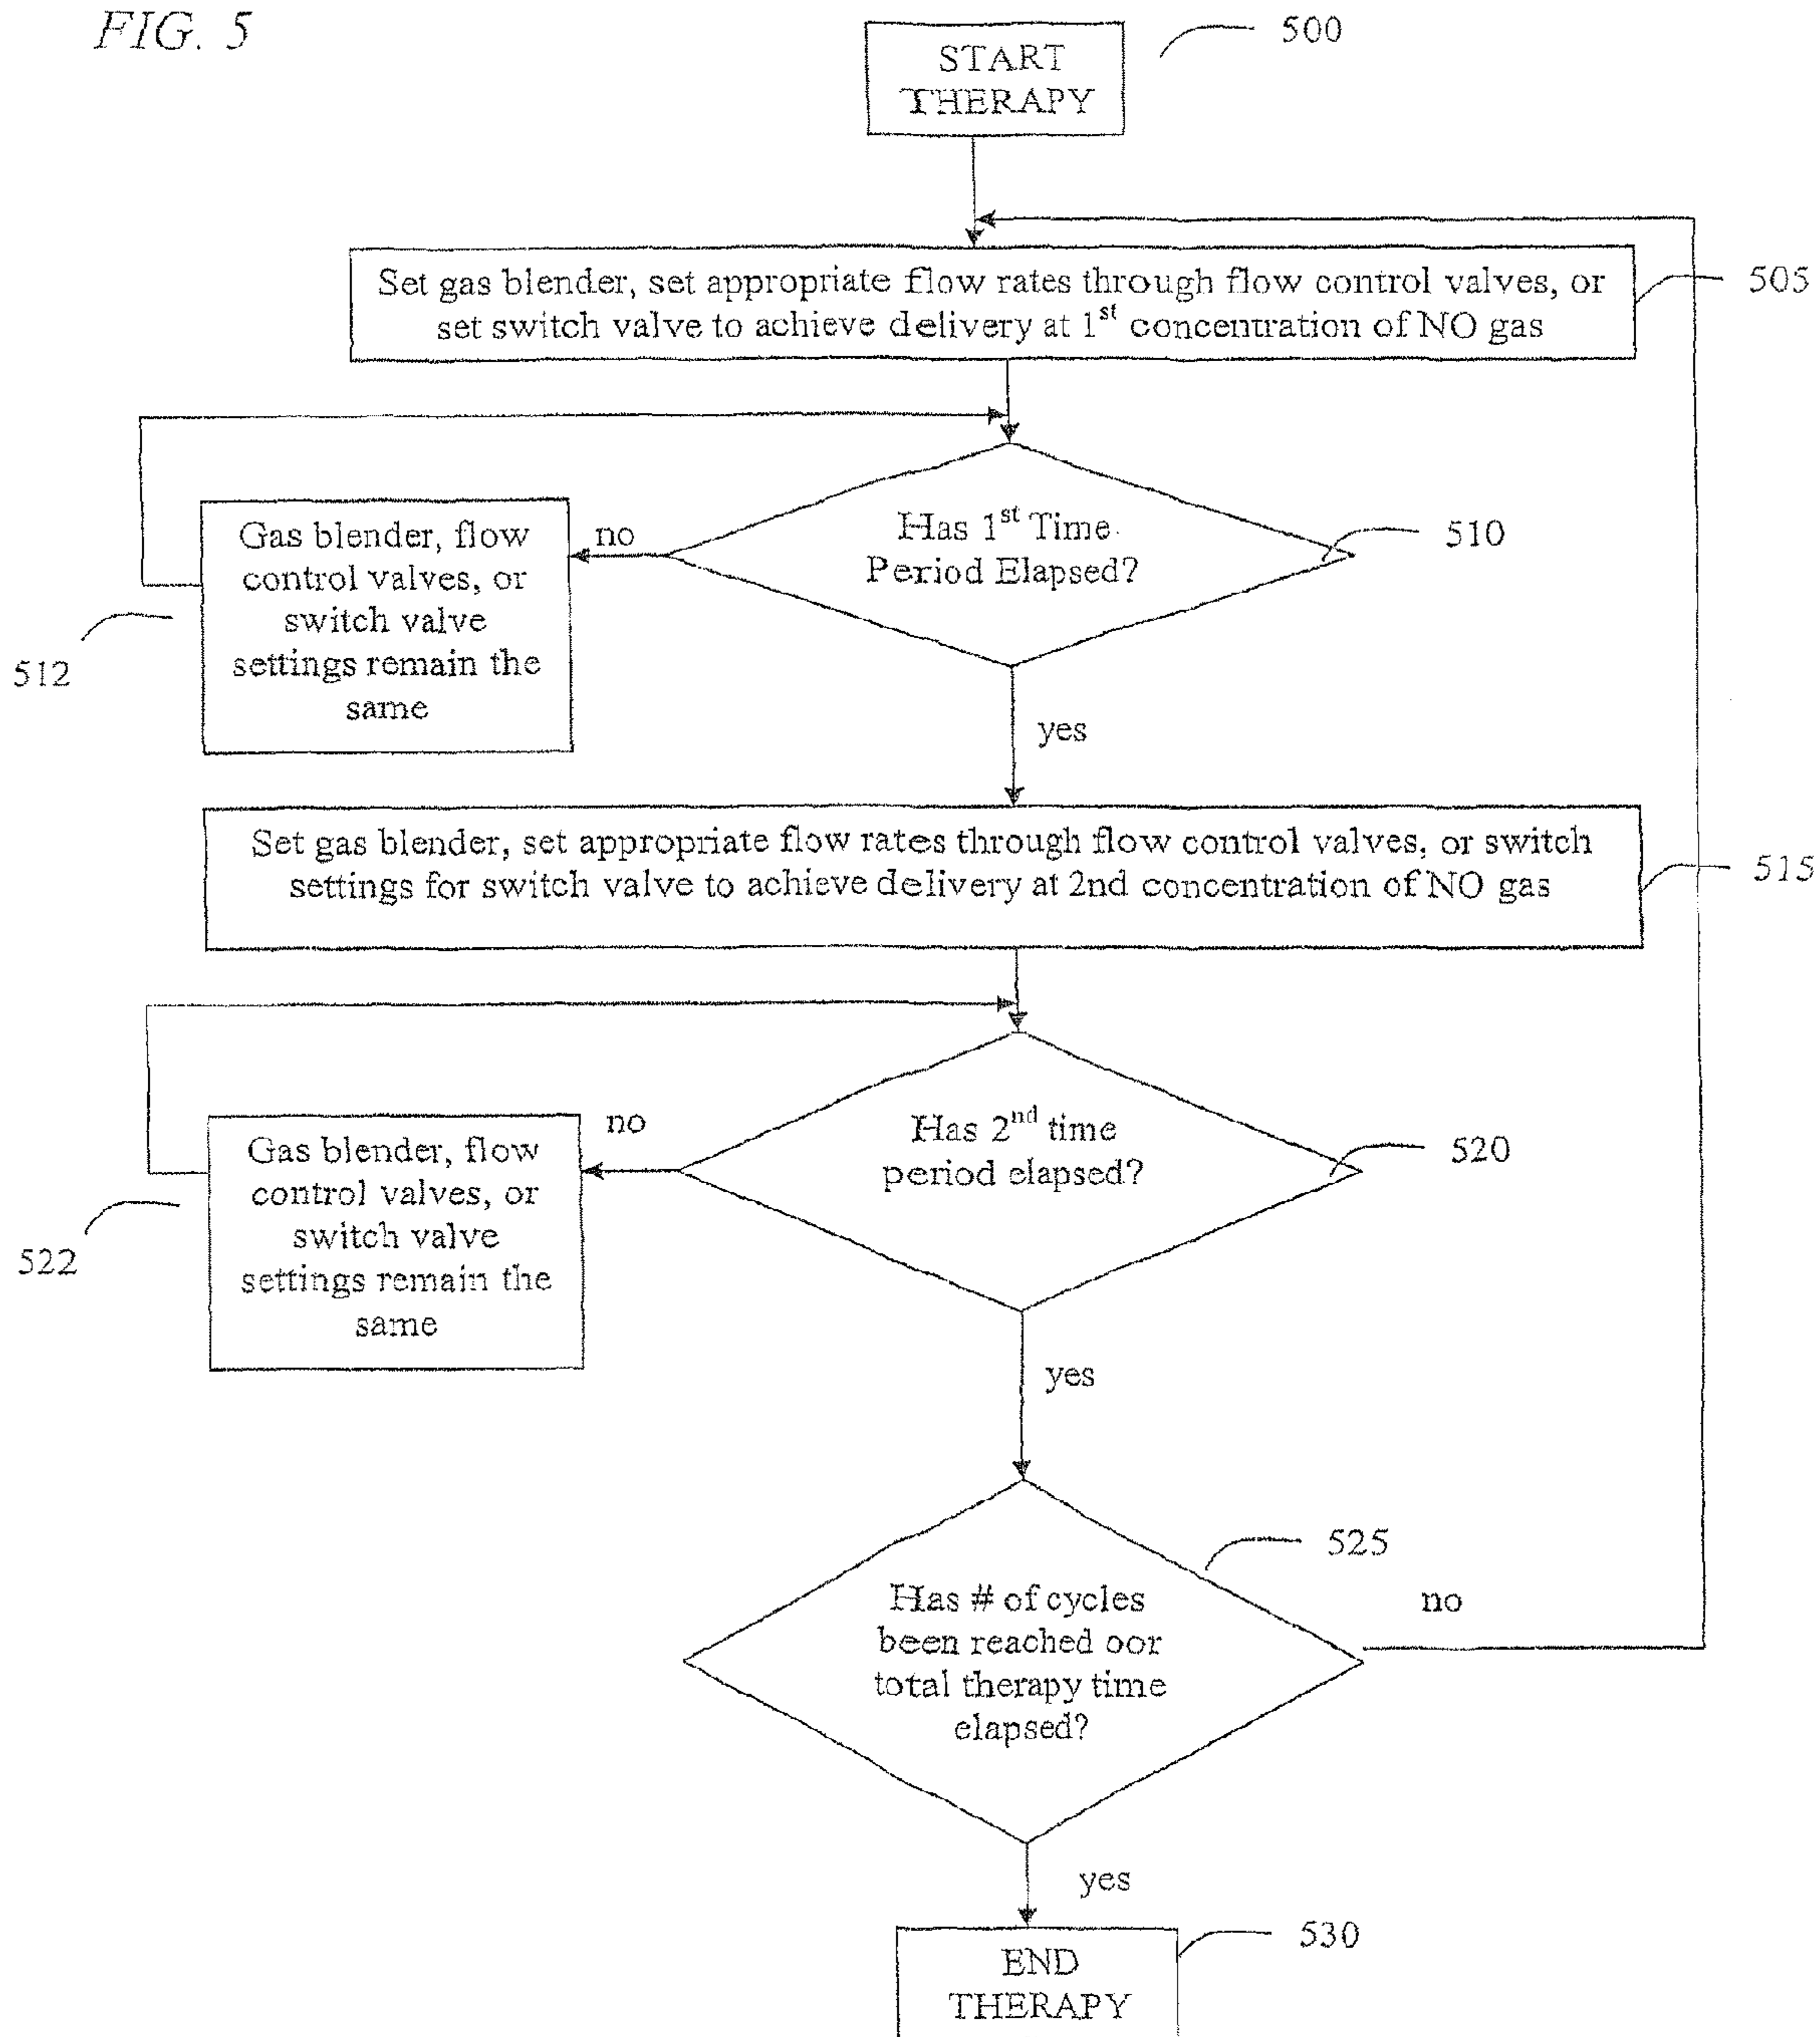 FIG. 5
500
START
THERAPY
Set gas blender, set appropriate flow rates through flow control valves, or
set switch valve to achieve delivery at 1st concentration of NO gas
505
Has 1st Time
Period Elapsed?
510
no
Gas blender, flow
control valves, or
switch valve
settings remain the
same
512
yes
Set gas blender, set appropriate flow rates through flow control valves, or switch
settings for switch valve to achieve delivery at 2nd concentration of NO gas
515
Has 2nd time
period elapsed?
520
no
Gas blender, flow
control valves, or
switch valve
settings remain the
same
522
yes
525
Has # of cycles
been reached oor
total therapy time
elapsed?
no
yes
530
END
THERAPY